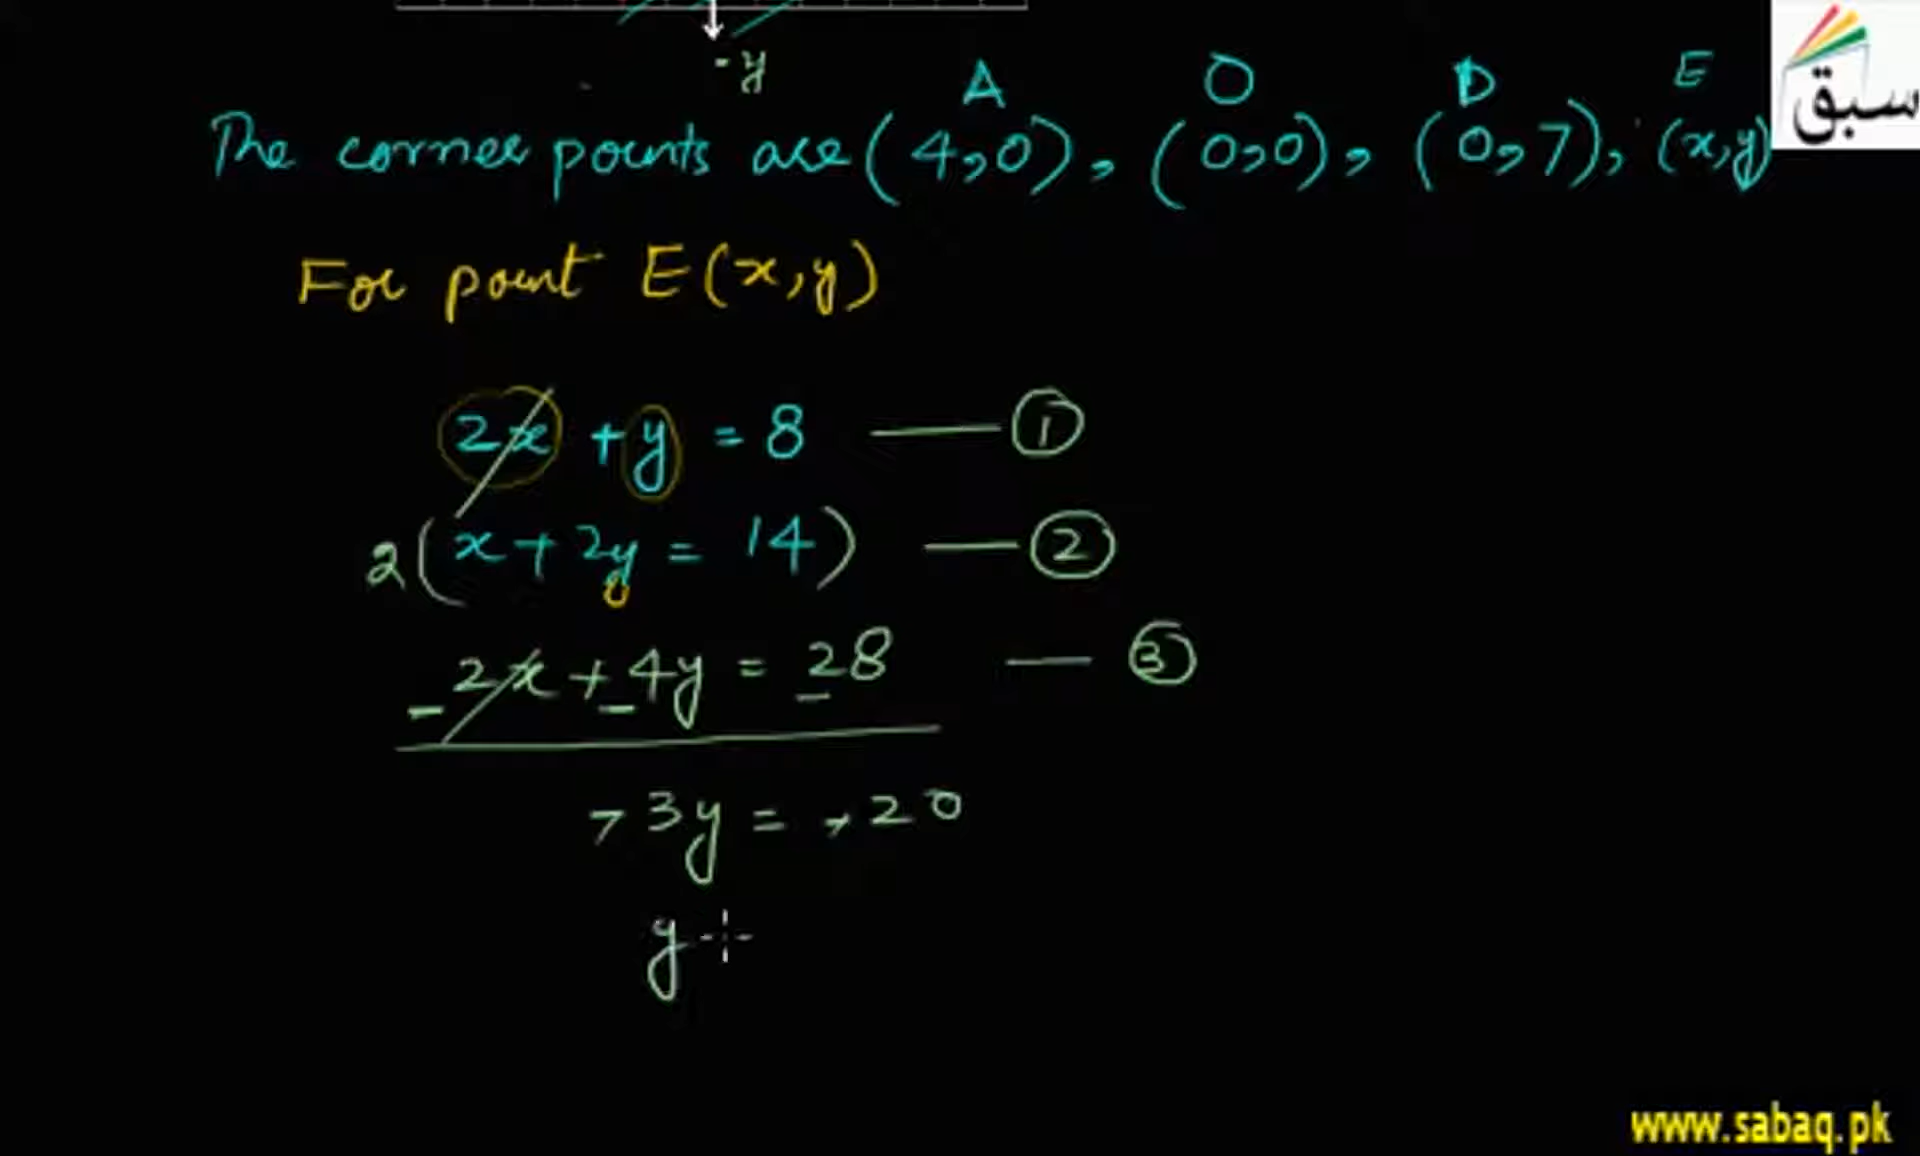 -y
A O D E
The corner points are (4,0), (0,0), (0,7), (x,y)
سبق
For point E(x,y)
2x + y = 8 — ①
2(x + 2y = 14) — ②
2x + 4y = 28 — ③
- - -
-3y = -20
y
www.sabaq.pk